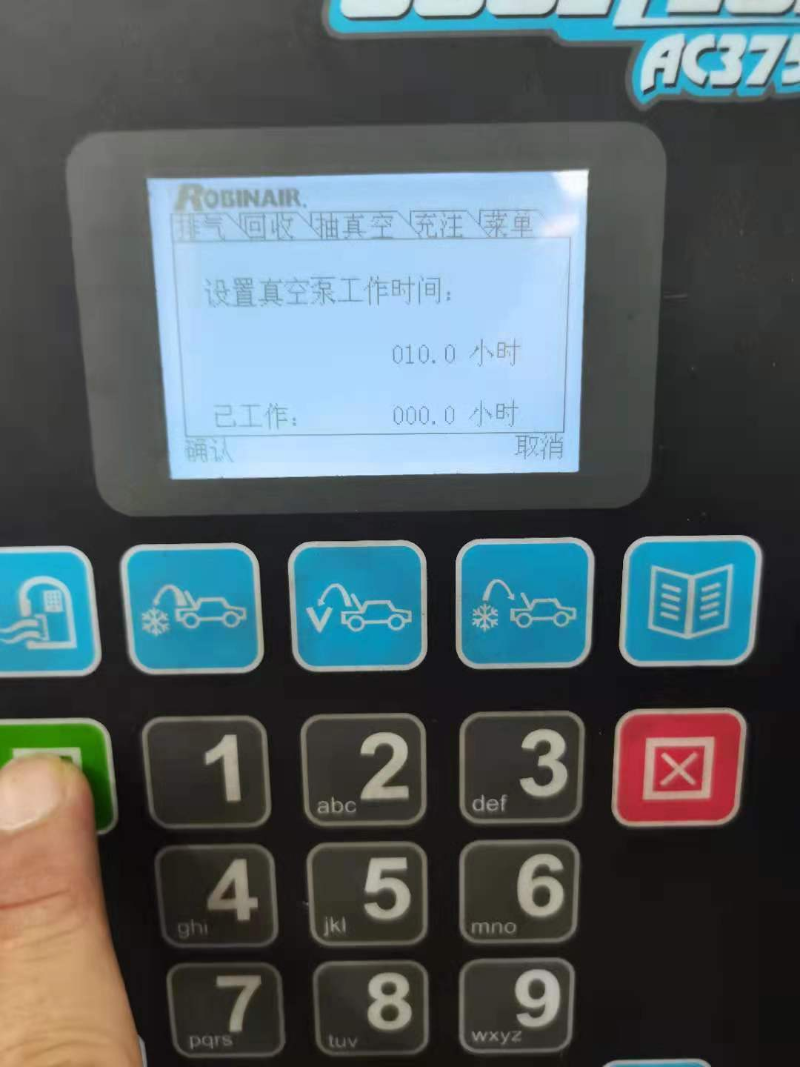 AC375
ROBINAIR.
排气 回收 抽真空 充注 菜单
设置真空泵工作时间：
010.0 小时
已工作： 000.0 小时
确认 取消
1 2 abc 3 def
4 ghi 5 jkl 6 mno
7 pqrs 8 tuv 9 wxyz